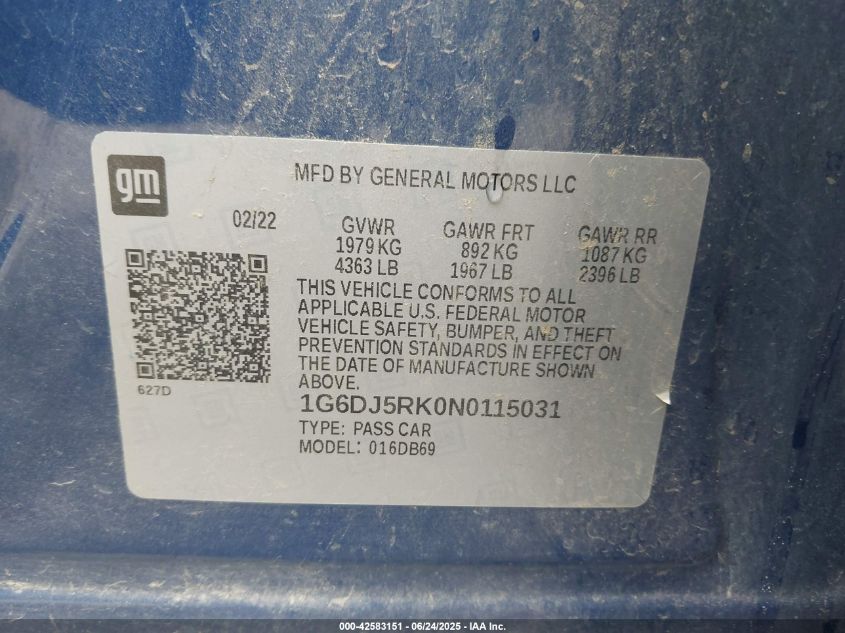 gm
MFD BY GENERAL MOTORS LLC
02/22 GVWR GAWR FRT GAWR RR
1979 KG 892 KG 1087 KG
4363 LB 1967 LB 2396 LB
THIS VEHICLE CONFORMS TO ALL
APPLICABLE U.S. FEDERAL MOTOR
VEHICLE SAFETY, BUMPER, AND THEFT
PREVENTION STANDARDS IN EFFECT ON
THE DATE OF MANUFACTURE SHOWN
ABOVE.
627D
1G6DJ5RK0N0115031
TYPE: PASS CAR
MODEL: 016DB69
000-42583151 - 06/24/2025 - IAA Inc.